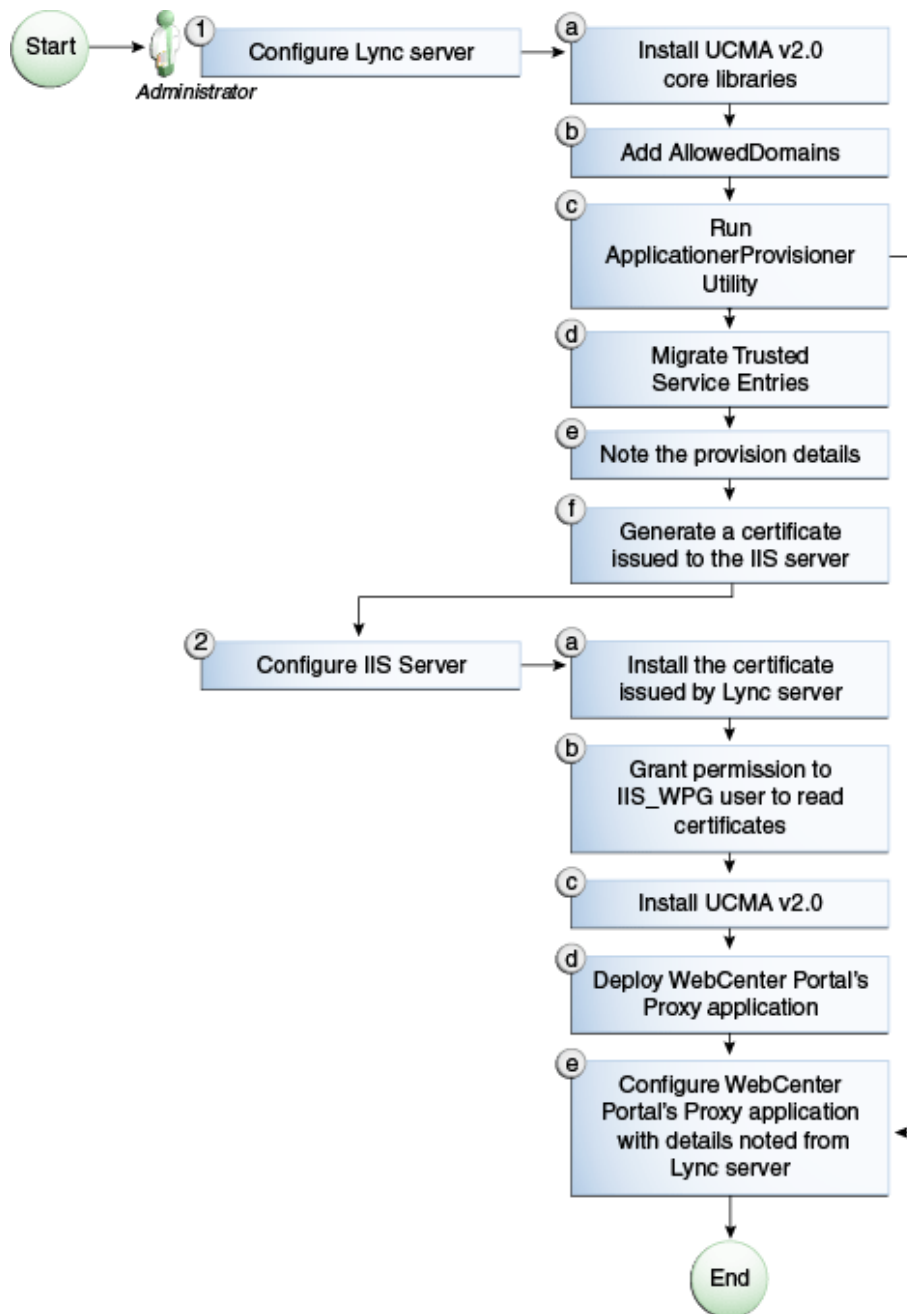 Start
Administrator
1
Configure Lync server
a
Install UCMA v2.0
core libraries
b
Add AllowedDomains
c
Run
ApplicationerProvisioner
Utility
d
Migrate Trusted
Service Entries
e
Note the provision details
f
Generate a certificate
issued to the IIS server
2
Configure IIS Server
a
Install the certificate
issued by Lync server
b
Grant permission to
IIS_WPG user to read
certificates
c
Install UCMA v2.0
d
Deploy WebCenter Portal's
Proxy application
e
Configure WebCenter
Portal's Proxy application
with details noted from
Lync server
End